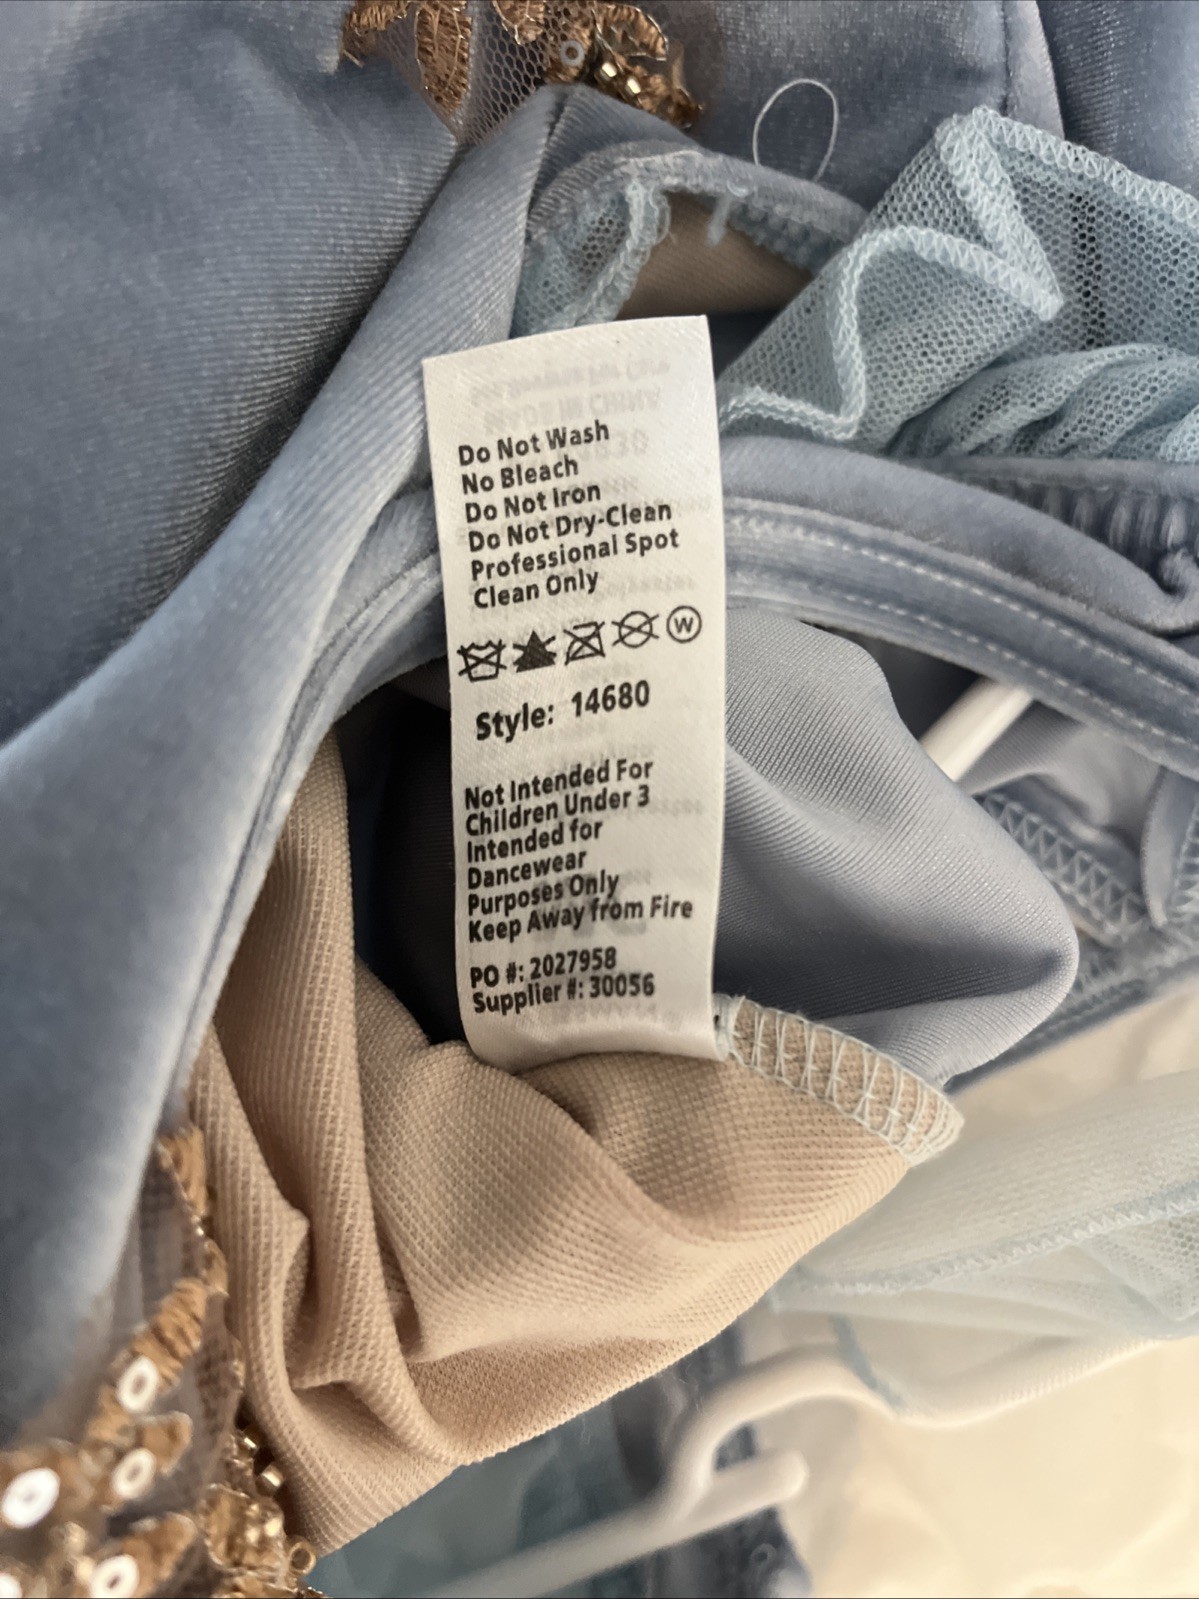 Do Not Wash
No Bleach
Do Not Iron
Do Not Dry-Clean
Professional Spot
Clean Only
W
Style: 14680
Not Intended For
Children Under 3
Intended for
Dancewear
Purposes Only
Keep Away from Fire
PO #: 2027958
Supplier #: 30056